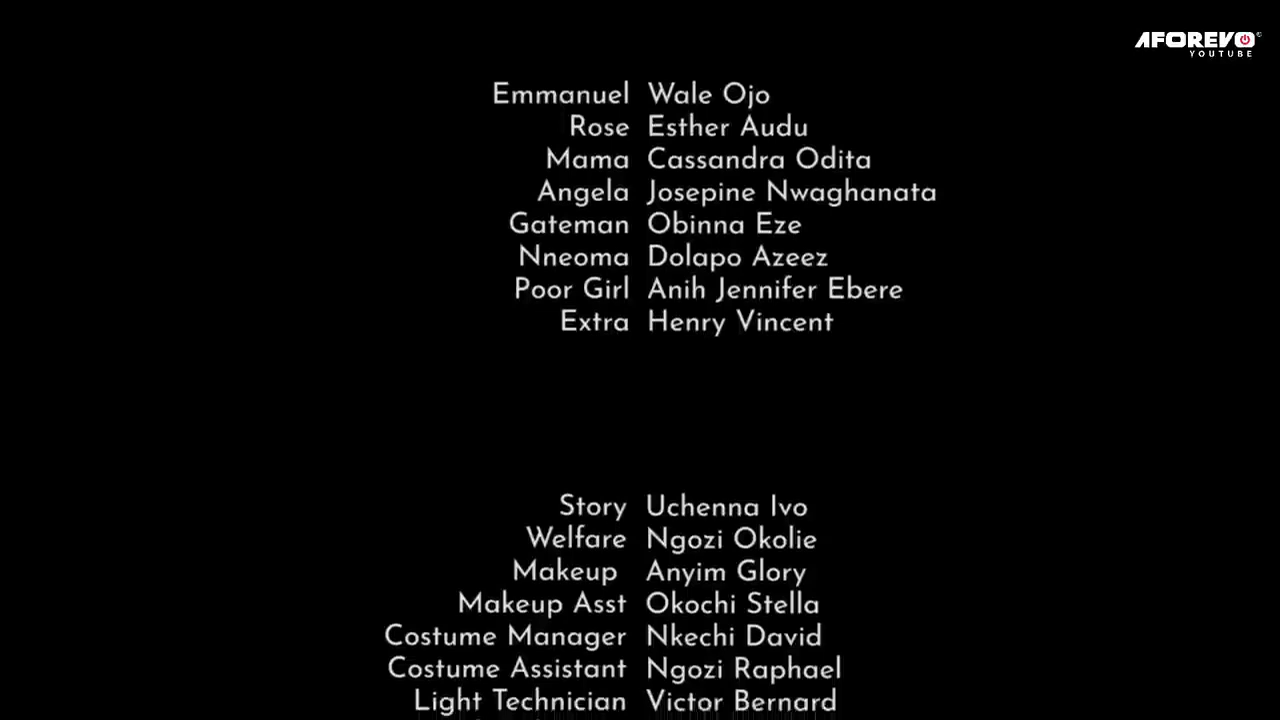 AFOREVO
YOUTUBE
Emmanuel Wale Ojo
Rose Esther Audu
Mama Cassandra Odita
Angela Josepine Nwaghanata
Gateman Obinna Eze
Nneoma Dolapo Azeez
Poor Girl Anih Jennifer Ebere
Extra Henry Vincent
Story Uchenna Ivo
Welfare Ngozi Okolie
Makeup Anyim Glory
Makeup Asst Okochi Stella
Costume Manager Nkechi David
Costume Assistant Ngozi Raphael
Light Technician Victor Bernard